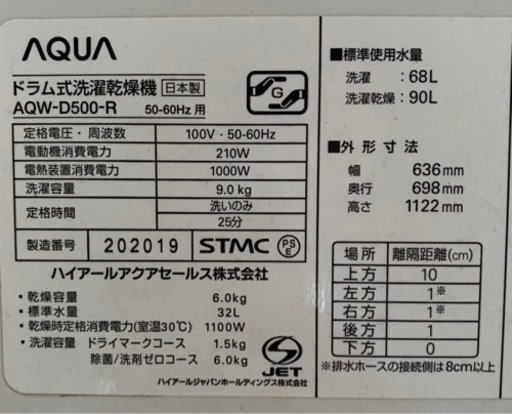 AQUA
ドラム式洗濯乾燥機 日本製
AQW-D500-R 50-60Hz用
G
定格電圧・周波数 100V・50-60Hz
電動機消費電力 210W
電熱装置消費電力 1000W
洗濯容量 9.0kg
定格時間 洗いのみ
25分
製造番号 202019 STMC PSE
ハイアールアクアセールス株式会社
・乾燥容量 6.0kg
・標準水量 32L
・乾燥時定格消費電力(室温30℃) 1100W
・洗濯容量 ドライマークコース 1.5kg
除菌/洗剤ゼロコース 6.0kg
JET
ハイアールジャパンホールディングス株式会社
■標準使用水量
洗濯 : 68L
洗濯乾燥 : 90L
■外形寸法
幅 636mm
奥行 698mm
高さ 1122mm
場所 離隔距離(cm)
上方 10
左方 1※
右方 1※
後方 1
下方 0
※排水ホースの接続側は8cm以上